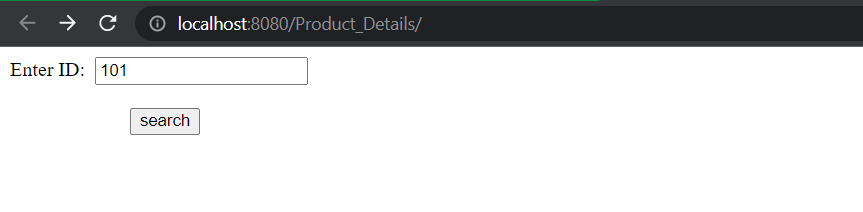 localhost:8080/Product_Details/
Enter ID: 101
search